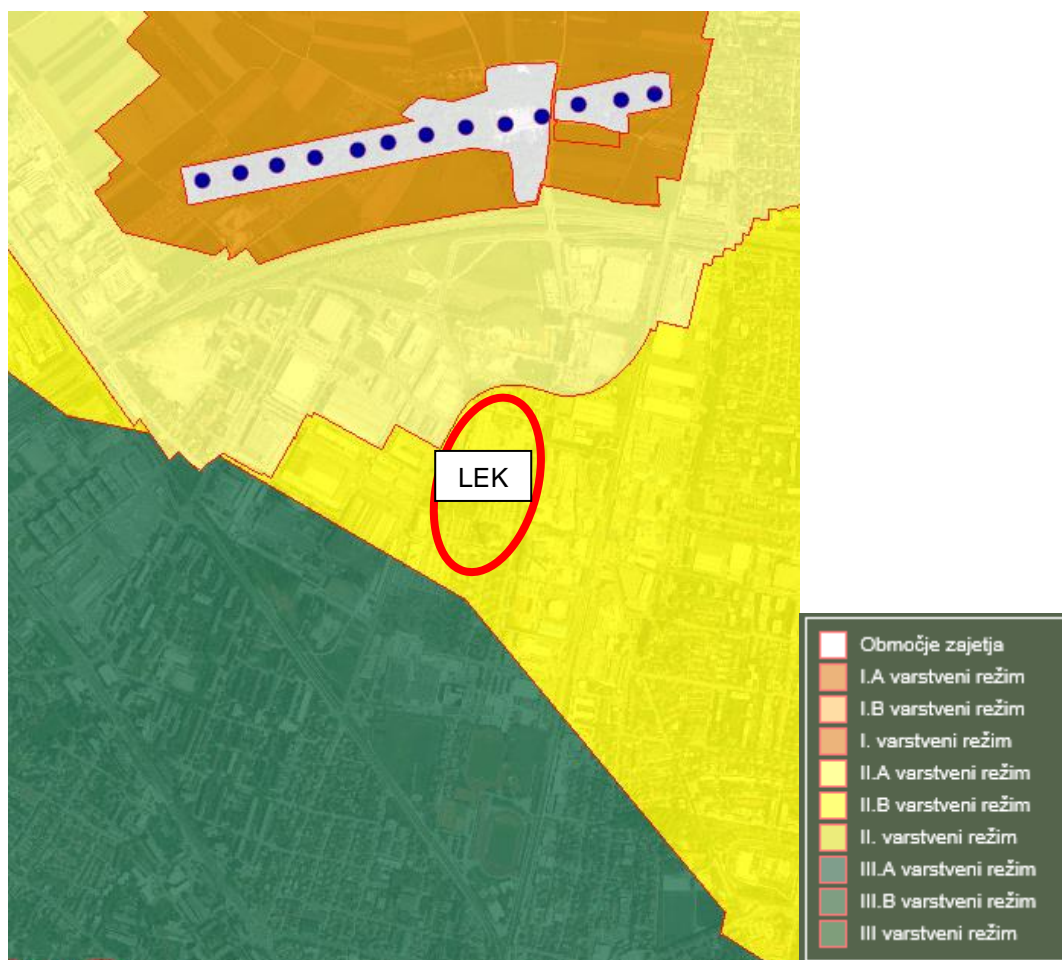 LEK
Območje zajetja
I.A varstveni režim
I.B varstveni režim
I. varstveni režim
II.A varstveni režim
II.B varstveni režim
II. varstveni režim
III.A varstveni režim
III.B varstveni režim
III varstveni režim